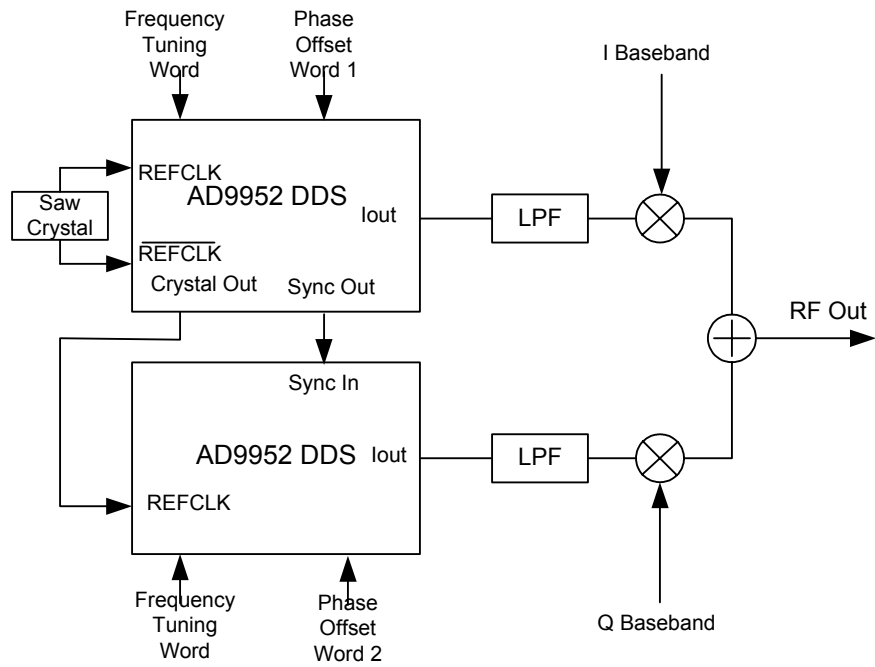 Frequency
Tuning
Word
Phase
Offset
Word 1
I Baseband
REFCLK
AD9952 DDS
Saw
Crystal
Iout
LPF
REFCLK
Crystal Out
Sync Out
RF Out
Sync In
AD9952 DDS
Iout
LPF
REFCLK
Frequency
Tuning
Word
Phase
Offset
Word 2
Q Baseband